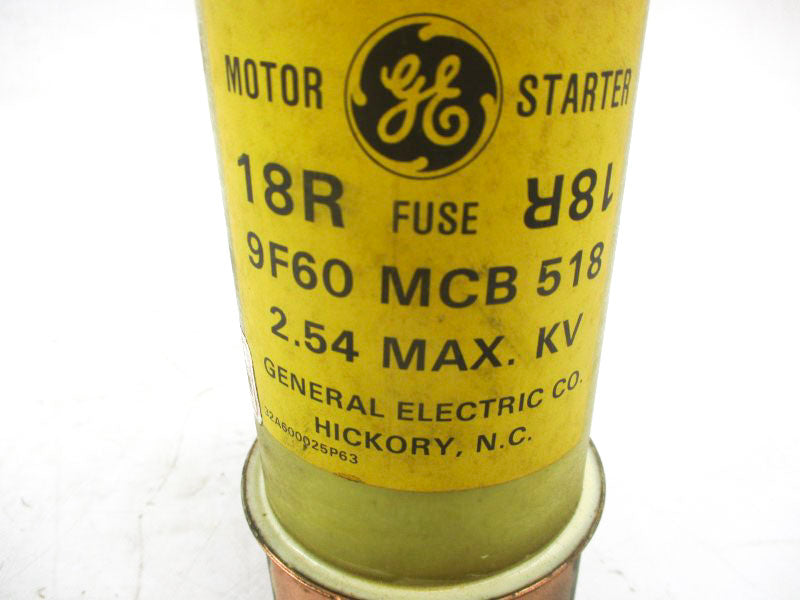 MOTOR GE STARTER
18R FUSE 18R
9F60 MCB 518
2.54 MAX. KV
GENERAL ELECTRIC CO.
HICKORY, N.C.
32A600025P63